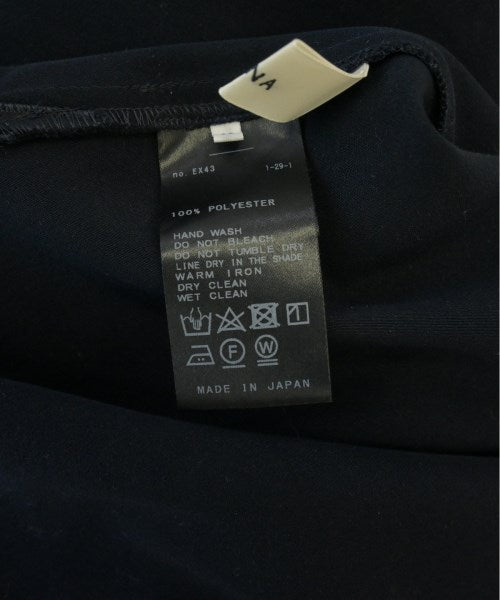 NA
no. EX43 1-29-1
100% POLYESTER
HAND WASH
DO NOT BLEACH
DO NOT TUMBLE DRY
LINE DRY IN THE SHADE
WARM IRON
DRY CLEAN
WET CLEAN
F W
MADE IN JAPAN